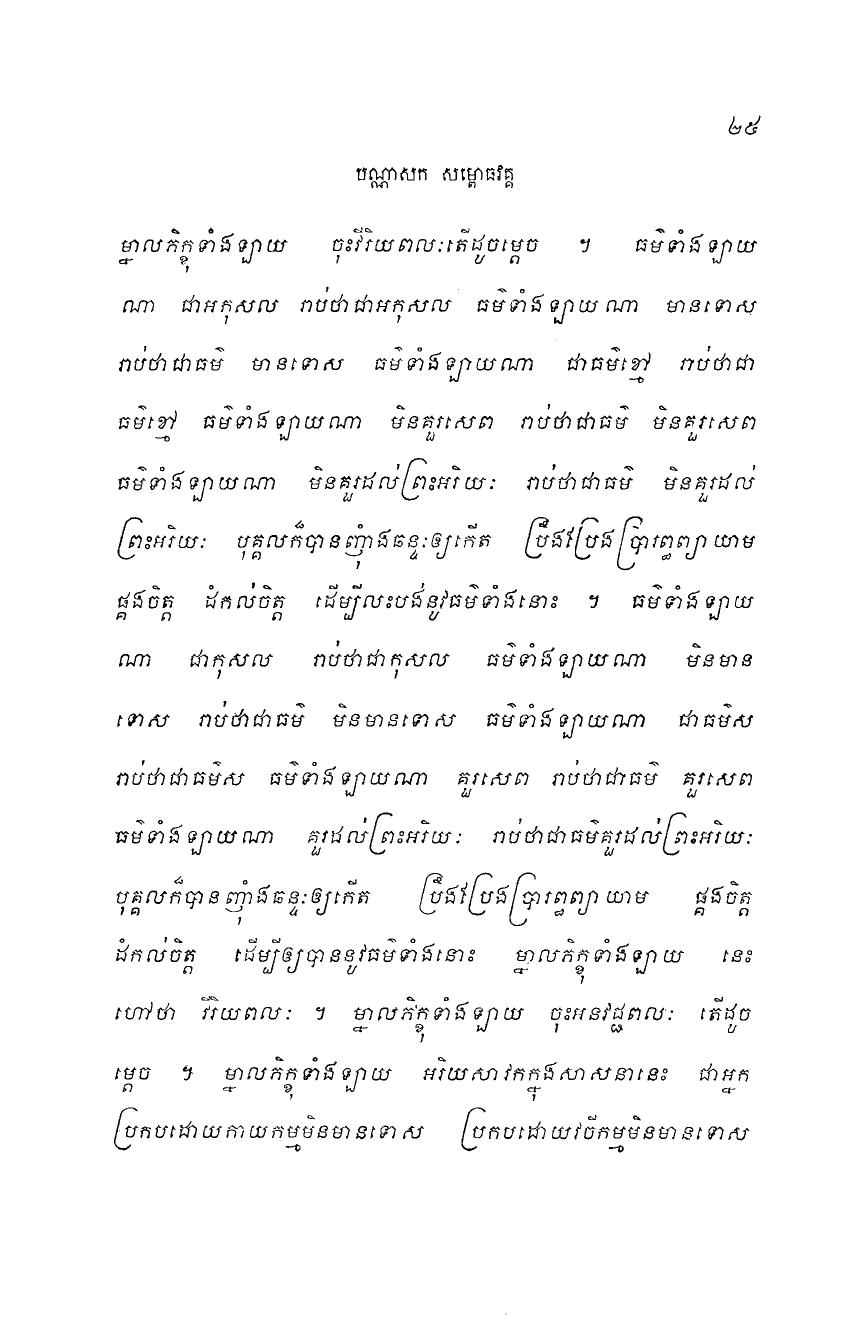 ២៥
បណ្ណាសក សម្ពោធវគ្គ
ម្នាលភិក្ខុទាំងឡាយ ចុះវីរិយពលៈតើដូចម្ដេច ។ ធម៌ទាំងឡាយ
ណា ជាអកុសល រាប់ថាជាអកុសល ធម៌ទាំងឡាយណា មានទោស
រាប់ថាជាធម៌ មានទោស ធម៌ទាំងឡាយណា ជាធម៌ខ្មៅ រាប់ថាជា
ធម៌ខ្មៅ ធម៌ទាំងឡាយណា មិនគួរសេព រាប់ថាជាធម៌ មិនគួរសេព
ធម៌ទាំងឡាយណា មិនគួរដល់ព្រះអរិយៈ រាប់ថាជាធម៌ មិនគួរដល់
ព្រះអរិយៈ បុគ្គលក៏បានញុំាងឆន្ទៈឲ្យកើត ប្រឹងប្រែងប្រារព្ធព្យាយាម
ផ្គងចិត្ត ដំកល់ចិត្ត ដើម្បីលះបង់នូវធម៌ទាំងនោះ ។ ធម៌ទាំងឡាយ
ណា ជាកុសល រាប់ថាជាកុសល ធម៌ទាំងឡាយណា មិនមាន
ទោស រាប់ថាជាធម៌ មិនមានទោស ធម៌ទាំងឡាយណា ជាធម៌ស
រាប់ថាជាធម៌ស ធម៌ទាំងឡាយណា គួរសេព រាប់ថាជាធម៌ គួរសេព
ធម៌ទាំងឡាយណា គួរដល់ព្រះអរិយៈ រាប់ថាជាធម៌គួរដល់ព្រះអរិយៈ
បុគ្គលក៏បានញុំាងឆន្ទៈឲ្យកើត ប្រឹងប្រែងប្រារព្ធព្យាយាម ផ្គងចិត្ត
ដំកល់ចិត្ត ដើម្បីឲ្យបាននូវធម៌ទាំងនោះ ម្នាលភិក្ខុទាំងឡាយ នេះ
ហៅថា វីរិយពលៈ ។ ម្នាលភិក្ខុទាំងឡាយ ចុះអនវជ្ជពលៈ តើដូច
ម្ដេច ។ ម្នាលភិក្ខុទាំងឡាយ អរិយសាវកក្នុងសាសនានេះ ជាអ្នក
ប្រកបដោយកាយកម្មមិនមានទោស ប្រកបដោយវចីកម្មមិនមានទោស